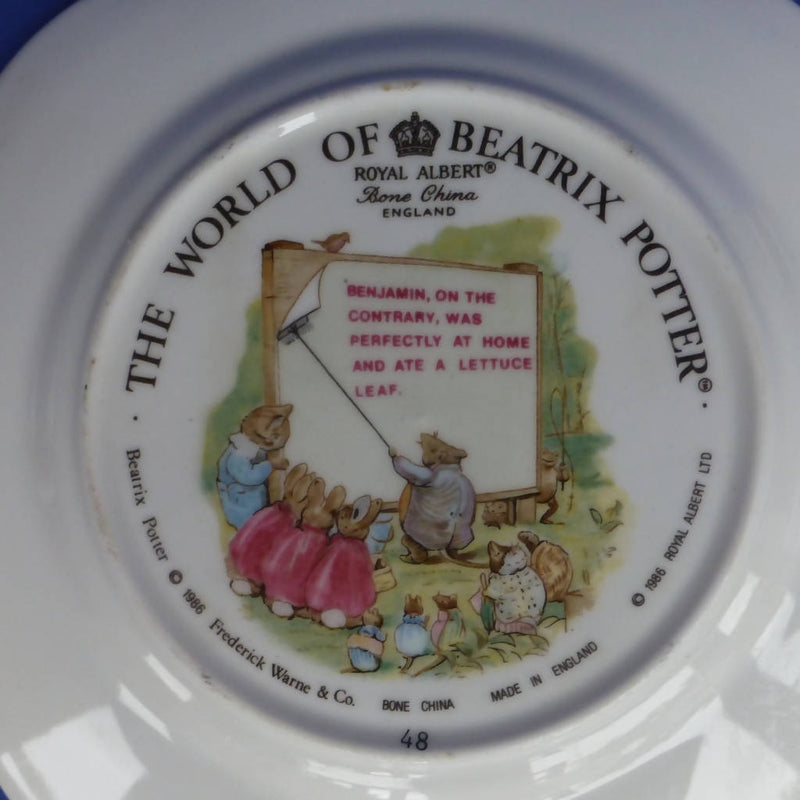 THE WORLD OF BEATRIX POTTER®
ROYAL ALBERT®
Bone China
ENGLAND
BENJAMIN, ON THE
CONTRARY, WAS
PERFECTLY AT HOME
AND ATE A LETTUCE
LEAF.
Beatrix Potter © 1986 Frederick Warne & Co.
BONE CHINA
MADE IN ENGLAND
© 1986 ROYAL ALBERT LTD
48